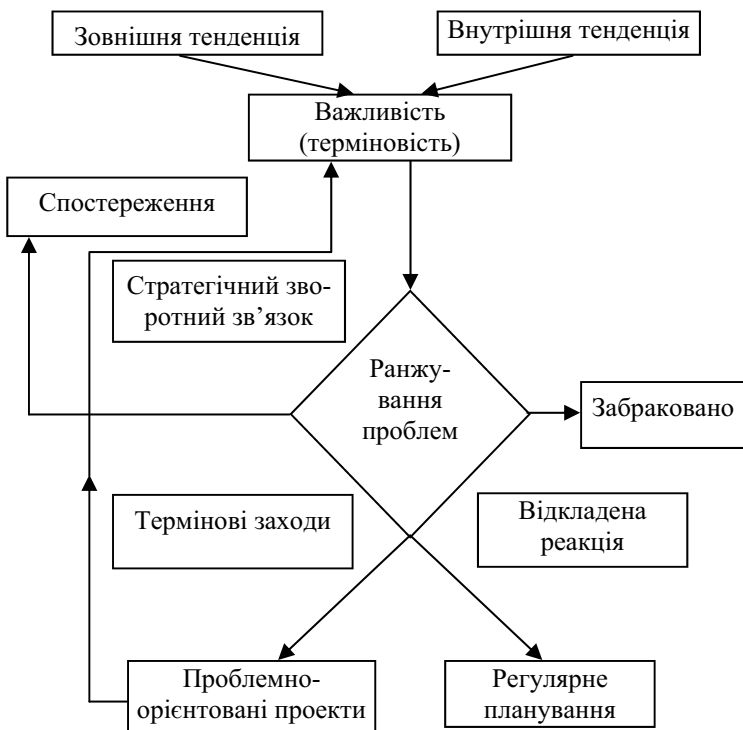 Зовнішня тенденція
Внутрішня тенденція
Важливість
(терміновість)
Спостереження
Стратегічний зво-
ротний зв’язок
Ранжу-
вання
проблем
Забраковано
Термінові заходи
Відкладена
реакція
Проблемно-
орієнтовані проекти
Регулярне
планування